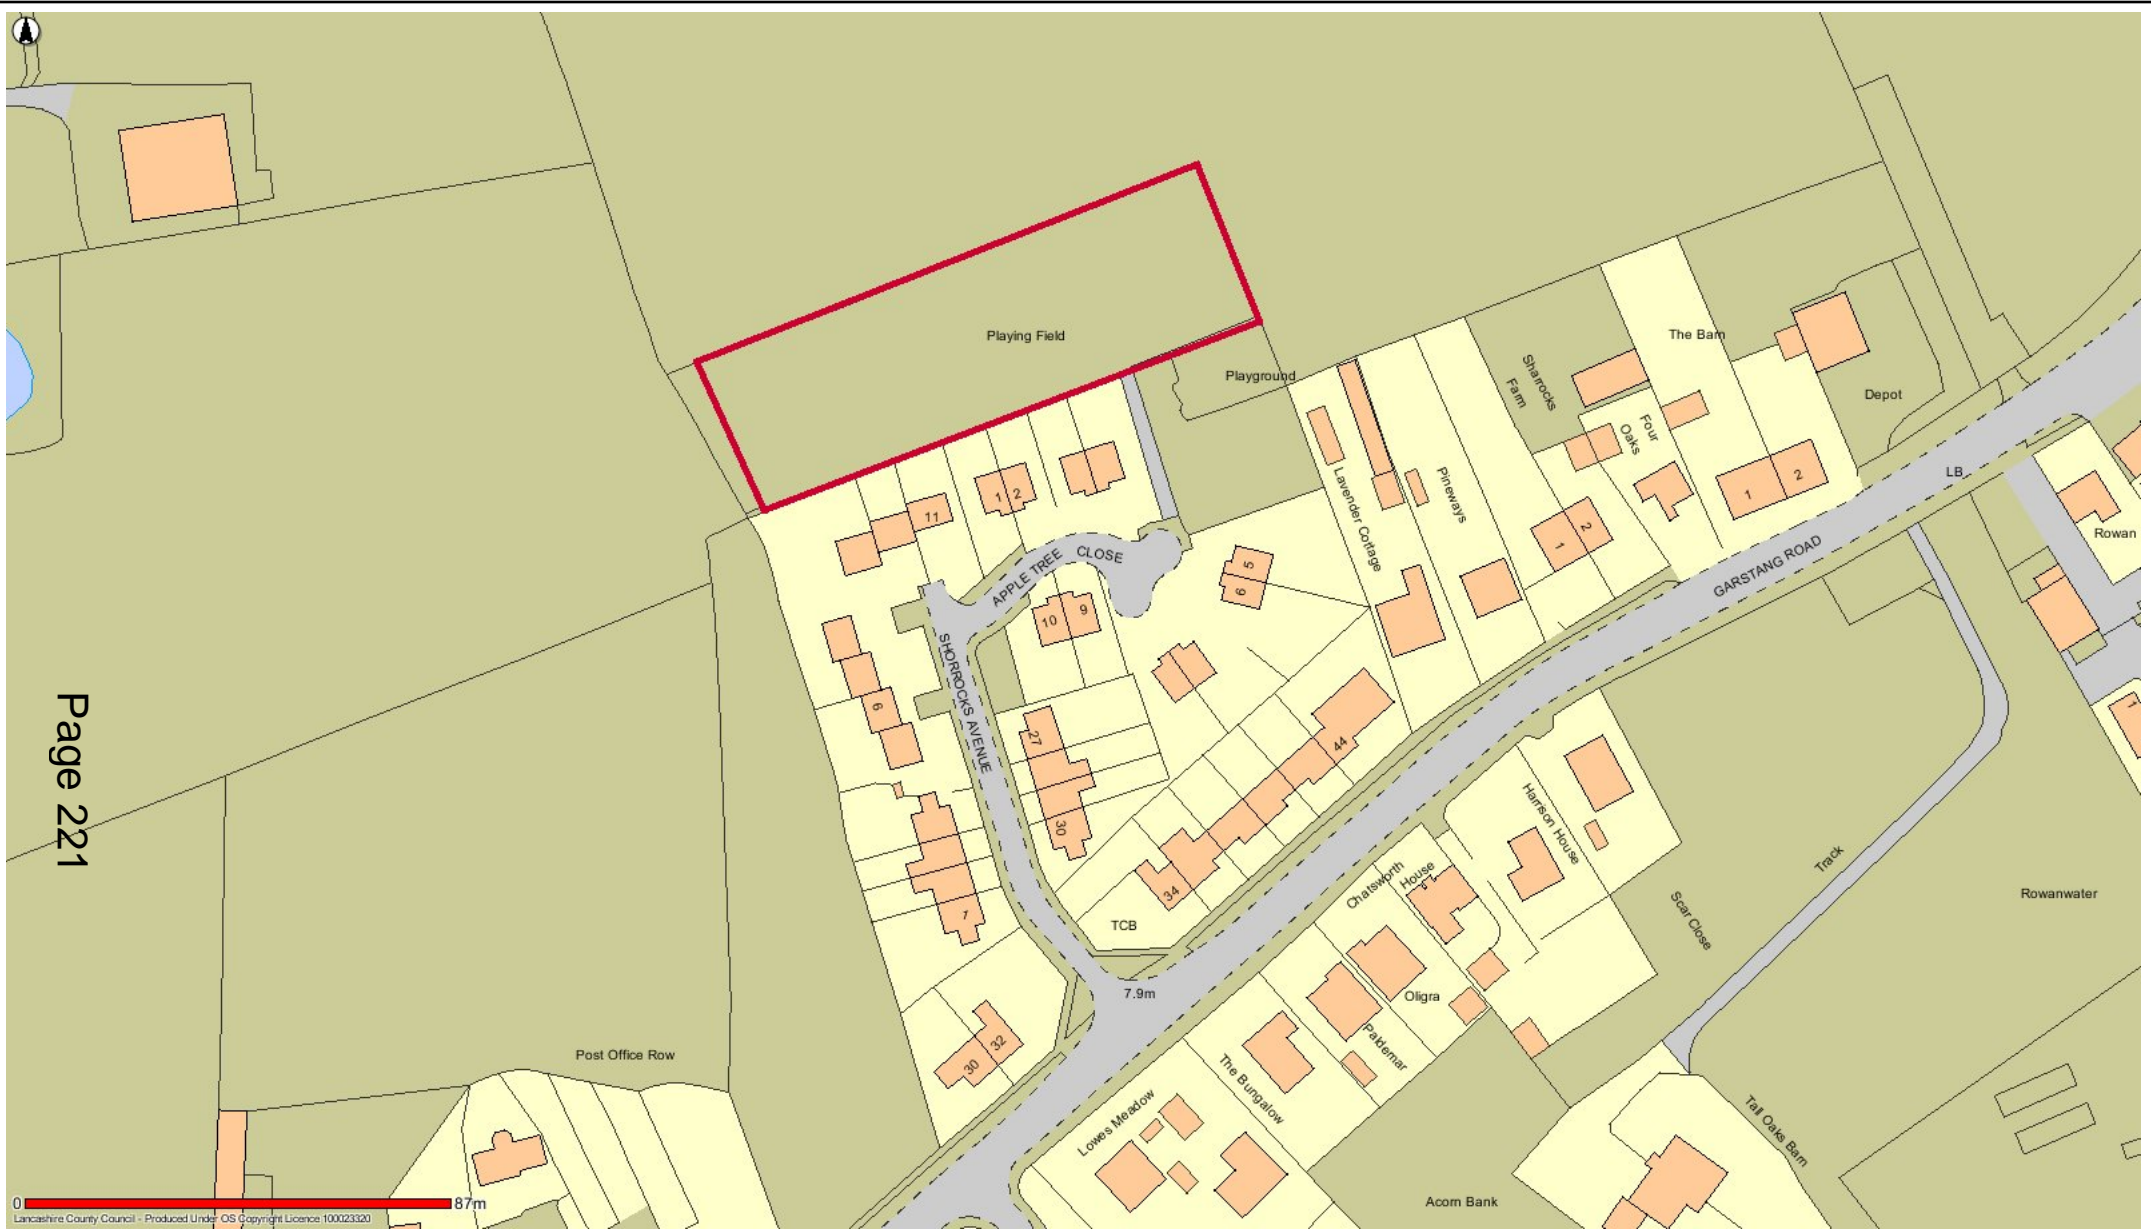 Playing Field
Playground
The Barn
Sharrocks
Farm
Four
Oaks
Depot
LB
Rowan
Lavender Cottage
Pineways
1
2
1
2
1
2
11
APPLE TREE CLOSE
5
6
10
9
GARSTANG ROAD
SHORROCKS AVENUE
6
27
30
44
34
1
7
TCB
7.9m
Chatsworth
House
Harrison House
Scar Close
Track
Rowanwater
Oligra
Paldemar
The Bungalow
Lowes Meadow
Tall Oaks Barn
Acorn Bank
Post Office Row
30
32
Page 221
0
87m
Lancashire County Council - Produced Under OS Copyright Licence 100023320